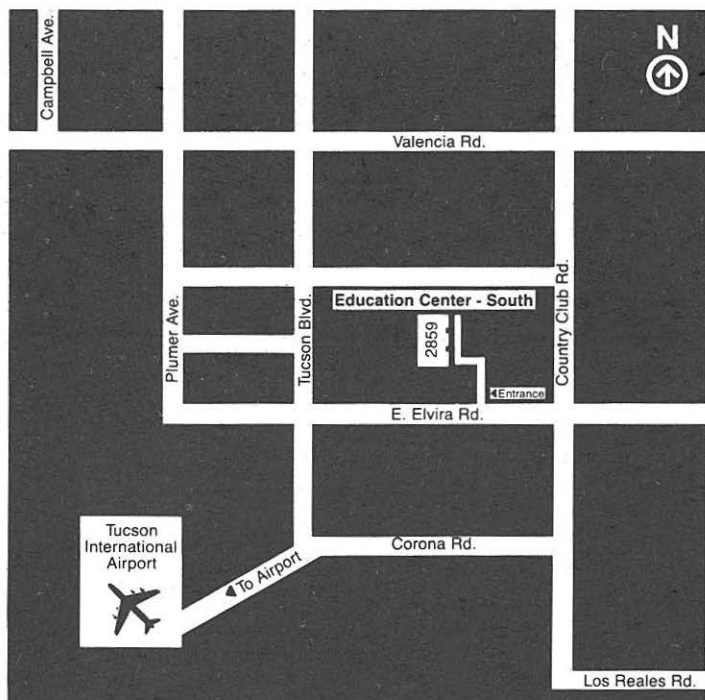 Campbell Ave.
N
Valencia Rd.
Education Center - South
Plumer Ave.
Tucson Blvd.
2859
Country Club Rd.
Entrance
E. Elvira Rd.
Tucson
International
Airport
To Airport
Corona Rd.
Los Reales Rd.